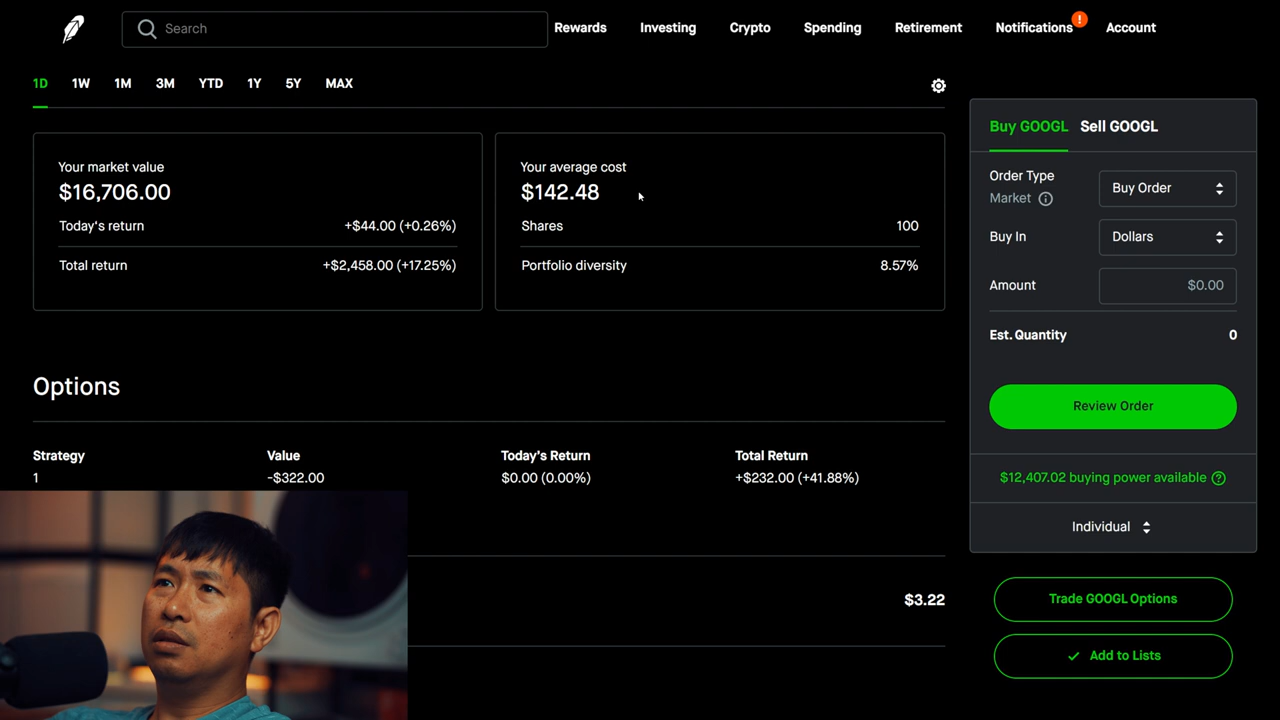 Search
Rewards Investing Crypto Spending Retirement Notifications ! Account
1D 1W 1M 3M YTD 1Y 5Y MAX
Your market value
$16,706.00
Today's return +$44.00 (+0.26%)
Total return +$2,458.00 (+17.25%)
Your average cost
$142.48
Shares 100
Portfolio diversity 8.57%
Options
Strategy Value Today's Return Total Return
1 -$322.00 $0.00 (0.00%) +$232.00 (+41.88%)
$3.22
Buy GOOGL Sell GOOGL
Order Type
Market
Buy Order
Buy In Dollars
Amount $0.00
Est. Quantity 0
Review Order
$12,407.02 buying power available
Individual
Trade GOOGL Options
Add to Lists